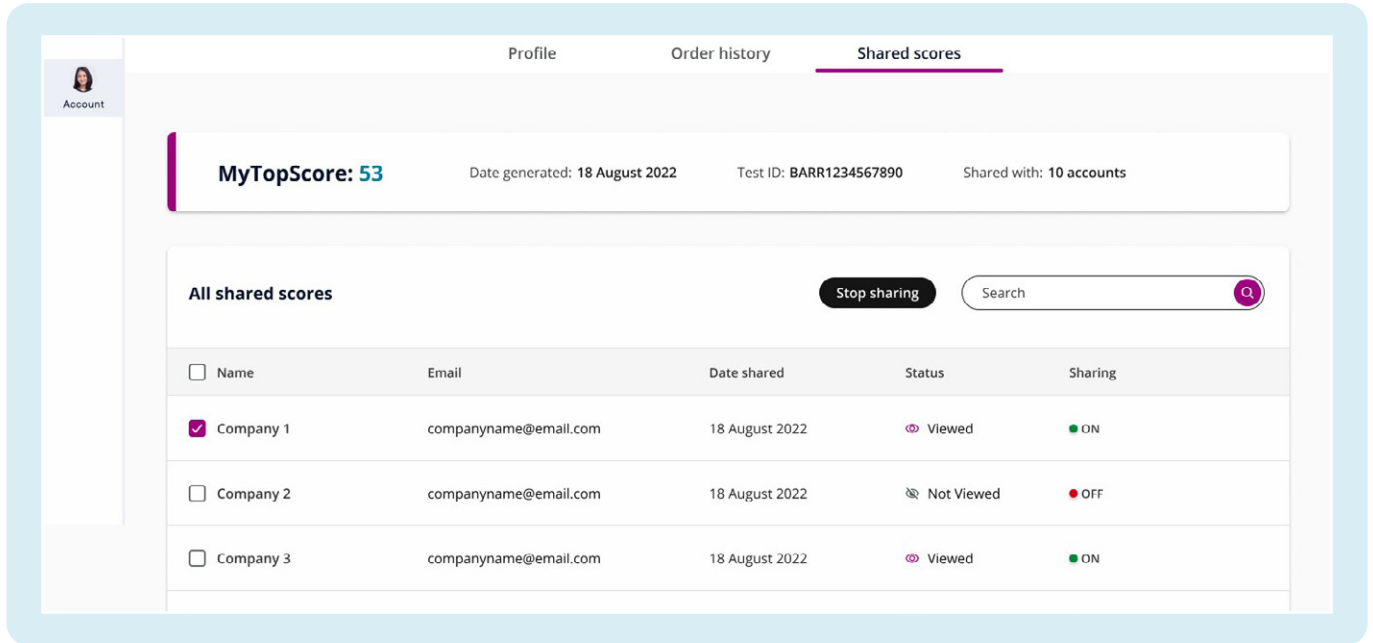 Profile Order history Shared scores
Account
MyTopScore: 53 Date generated: 18 August 2022 Test ID: BARR1234567890 Shared with: 10 accounts
All shared scores Stop sharing Search
Name Email Date shared Status Sharing
Company 1 companyname@email.com 18 August 2022 Viewed ON
Company 2 companyname@email.com 18 August 2022 Not Viewed OFF
Company 3 companyname@email.com 18 August 2022 Viewed ON